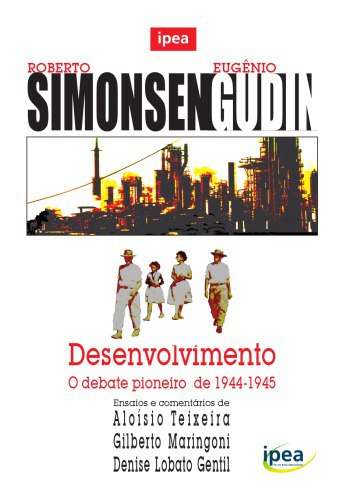 ipea
ROBERTO EUGÊNIO
SIMONSEN GUDIN
Desenvolvimento
O debate pioneiro de 1944-1945
Ensaios e comentários de
Aloísio Teixeira
Gilberto Maringoni
Denise Lobato Gentil
ipea